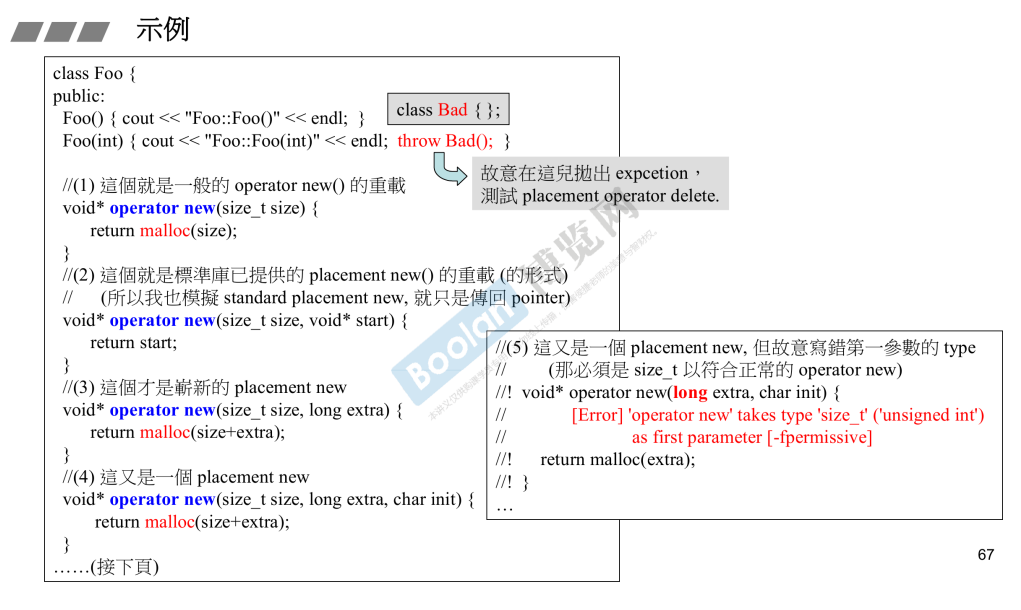 示例
class Foo {
public:
Foo() { cout << "Foo::Foo()" << endl; }
Foo(int) { cout << "Foo::Foo(int)" << endl; throw Bad(); }
class Bad { };
故意在這兒拋出 expcetion，
測試 placement operator delete.
//(1) 這個就是一般的 operator new() 的重載
void* operator new(size_t size) {
return malloc(size);
}
//(2) 這個就是標準庫已提供的 placement new() 的重載 (的形式)
// (所以我也模擬 standard placement new, 就只是傳回 pointer)
void* operator new(size_t size, void* start) {
return start;
}
//(3) 這個才是嶄新的 placement new
void* operator new(size_t size, long extra) {
return malloc(size+extra);
}
//(4) 這又是一個 placement new
void* operator new(size_t size, long extra, char init) {
return malloc(size+extra);
}
……(接下頁)
//(5) 這又是一個 placement new, 但故意寫錯第一參數的 type
// (那必須是 size_t 以符合正常的 operator new)
//! void* operator new(long extra, char init) {
// [Error] 'operator new' takes type 'size_t' ('unsigned int')
// as first parameter [-fpermissive]
//! return malloc(extra);
//! }
…
Boolan 博览网
67